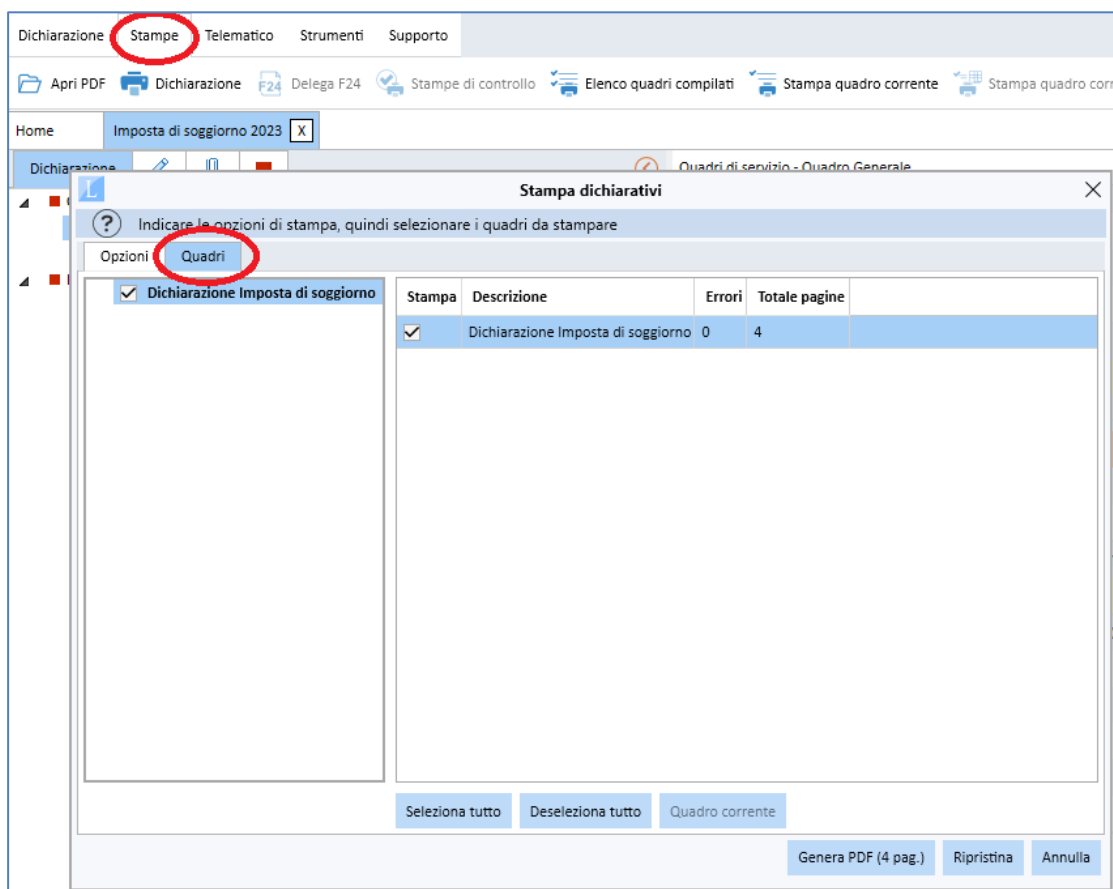 Dichiarazione Stampe Telematico Strumenti Supporto
Apri PDF Dichiarazione F24 Delega F24 Stampe di controllo Elenco quadri compilati Stampa quadro corrente Stampa quadro corr
Home Imposta di soggiorno 2023 X
Dichiarazione Quadri di servizio - Quadro Generale
L Stampa dichiarativi
? Indicare le opzioni di stampa, quindi selezionare i quadri da stampare
Opzioni Quadri
Dichiarazione Imposta di soggiorno Stampa Descrizione Errori Totale pagine
Dichiarazione Imposta di soggiorno 0 4
Seleziona tutto Deseleziona tutto Quadro corrente
Genera PDF (4 pag.) Ripristina Annulla